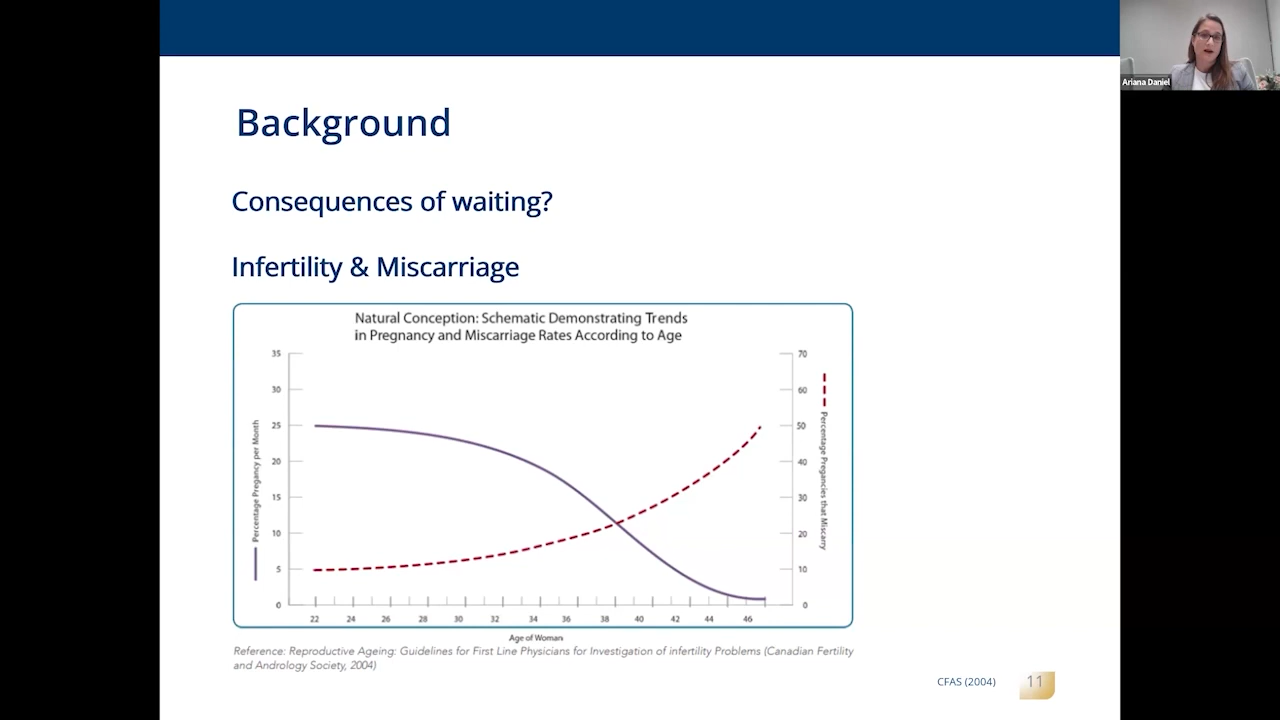 Background
Consequences of waiting?
Infertility & Miscarriage
Natural Conception: Schematic Demonstrating Trends
in Pregnancy and Miscarriage Rates According to Age
35
30
25
20
15
10
5
0
Percentage Pregancy per Month
70
60
50
40
30
20
10
0
Percentage Pregancies that Miscarry
22 24 26 28 30 32 34 36 38 40 42 44 46
Age of Woman
Reference: Reproductive Ageing: Guidelines for First Line Physicians for Investigation of infertility Problems (Canadian Fertility
and Andrology Society, 2004)
CFAS (2004)
11
Ariana Daniel